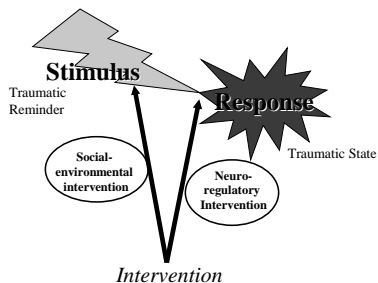 Stimulus
Traumatic
Reminder
Response
Traumatic State
Social-
environmental
intervention
Neuro-
regulatory
Intervention
Intervention